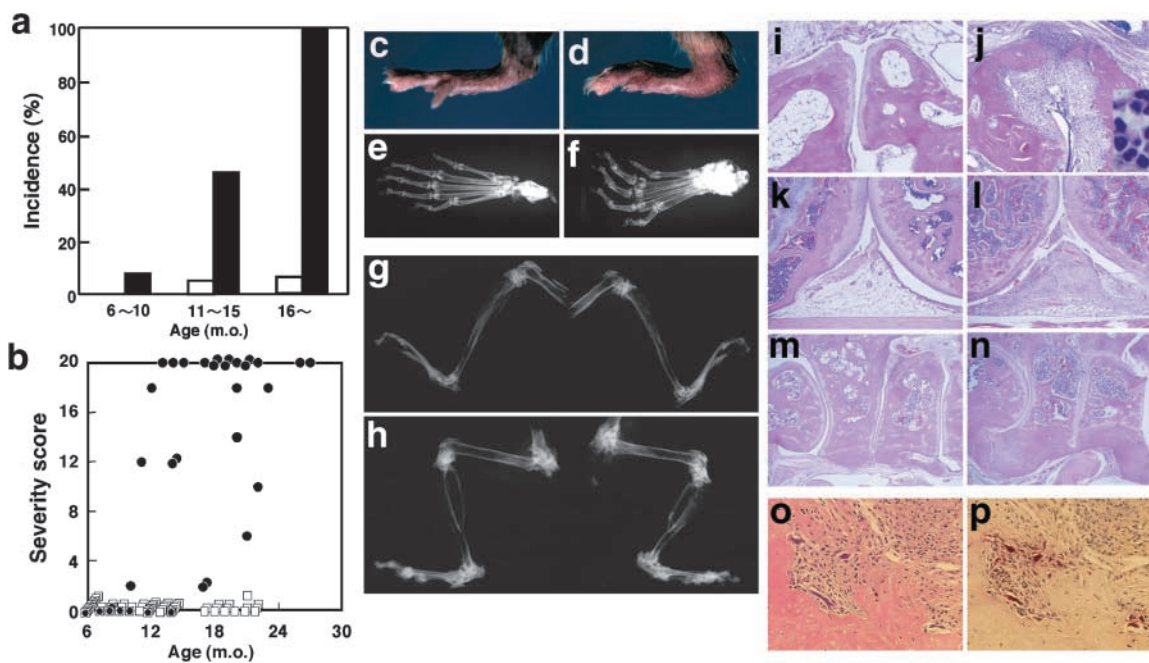 a
100
80
60
40
20
0
Incidence (%)
6～10 11～15 16～
Age (m.o.)
b
20
16
12
8
4
0
Severity score
6 12 18 24 30
Age (m.o.)
c d
e f
g
h
i j
k l
m n
o p